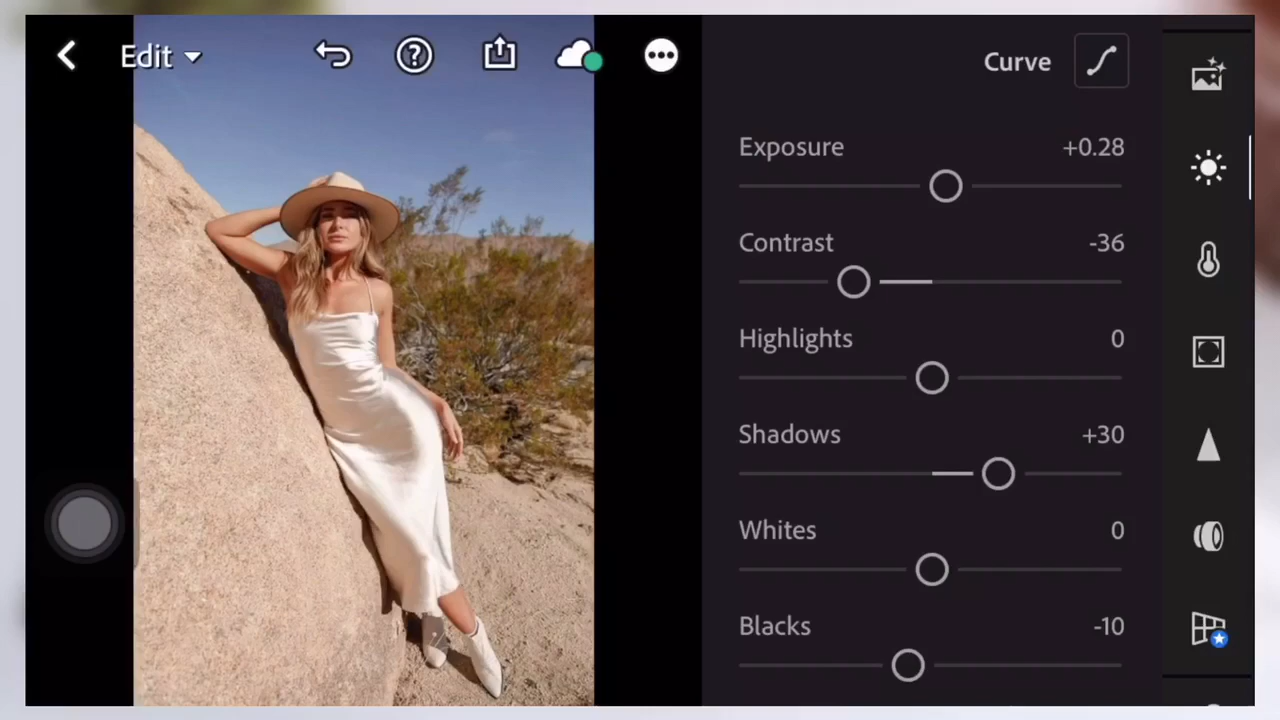 Edit
Curve
Exposure +0.28
Contrast -36
Highlights 0
Shadows +30
Whites 0
Blacks -10